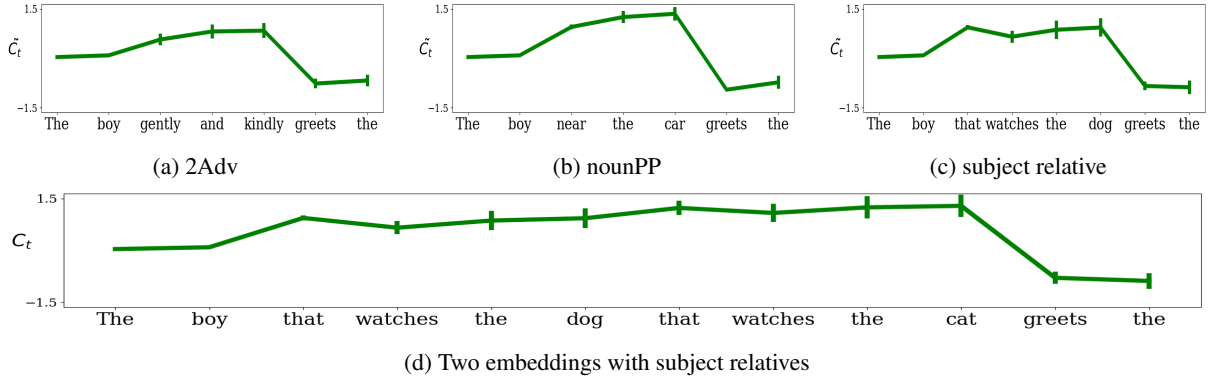 1.5
C̃t
−1.5
The boy gently and kindly greets the
(a) 2Adv
1.5
C̃t
−1.5
The boy near the car greets the
(b) nounPP
1.5
C̃t
−1.5
The boy that watches the dog greets the
(c) subject relative
1.5
Ct
−1.5
The boy that watches the dog that watches the cat greets the
(d) Two embeddings with subject relatives